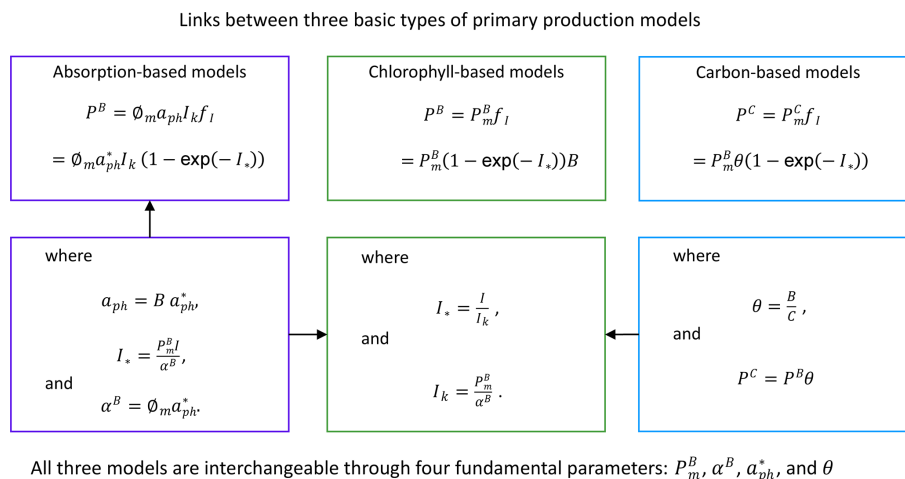 Links between three basic types of primary production models
Absorption-based models
P^B = ∅_m a_ph I_k f_I
= ∅_m a*_ph I_k (1 − exp(− I_*))
Chlorophyll-based models
P^B = P^B_m f_I
= P^B_m (1 − exp(− I_*))B
Carbon-based models
P^C = P^C_m f_I
= P^B_m θ(1 − exp(− I_*))
where
a_ph = B a*_ph,
I_* = P^B_m I / α^B,
and
α^B = ∅_m a*_ph.
where
I_* = I / I_k ,
and
I_k = P^B_m / α^B .
where
θ = B / C ,
and
P^C = P^B θ
All three models are interchangeable through four fundamental parameters: P^B_m, α^B, a*_ph, and θ